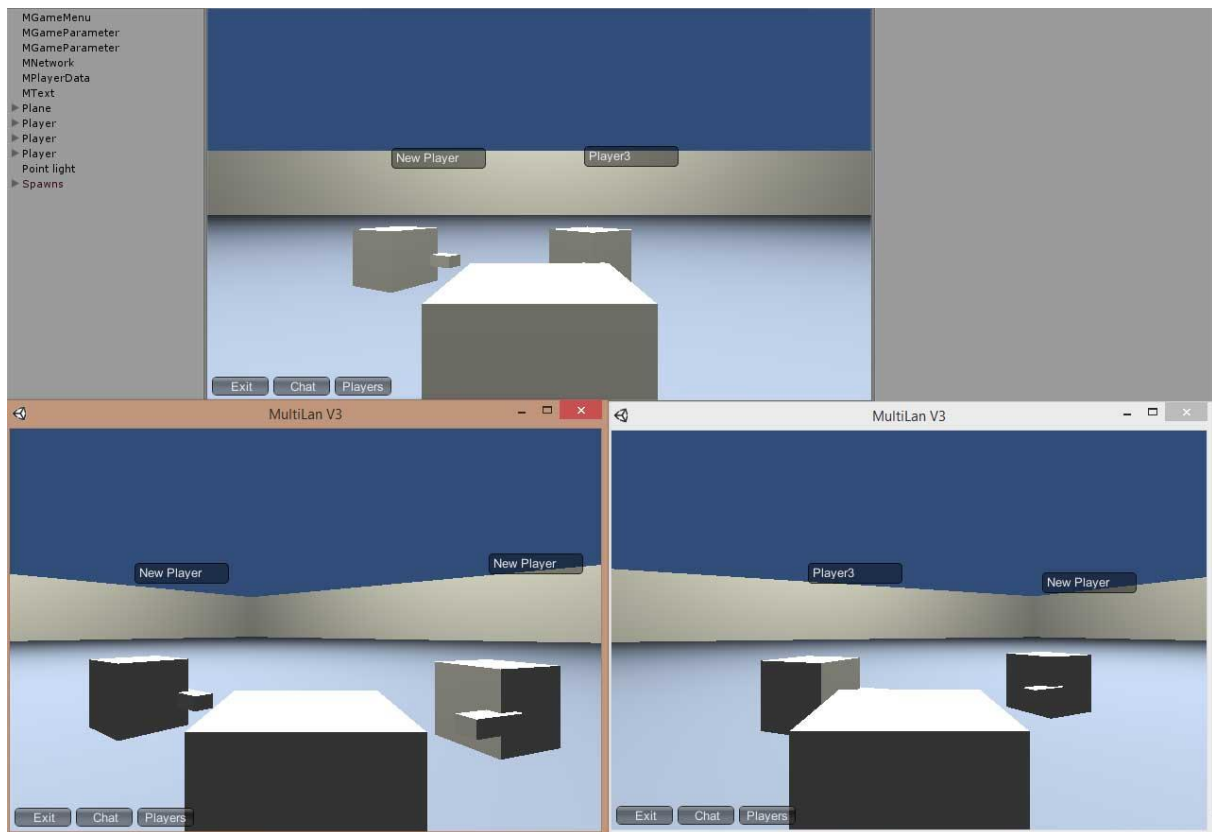 MGameMenu
MGameParameter
MGameParameter
MNetwork
MPlayerData
MText
Plane
Player
Player
Player
Point light
Spawns
New Player
Player3
Exit Chat Players
MultiLan V3
New Player
New Player
Exit Chat Players
MultiLan V3
Player3
New Player
Exit Chat Players